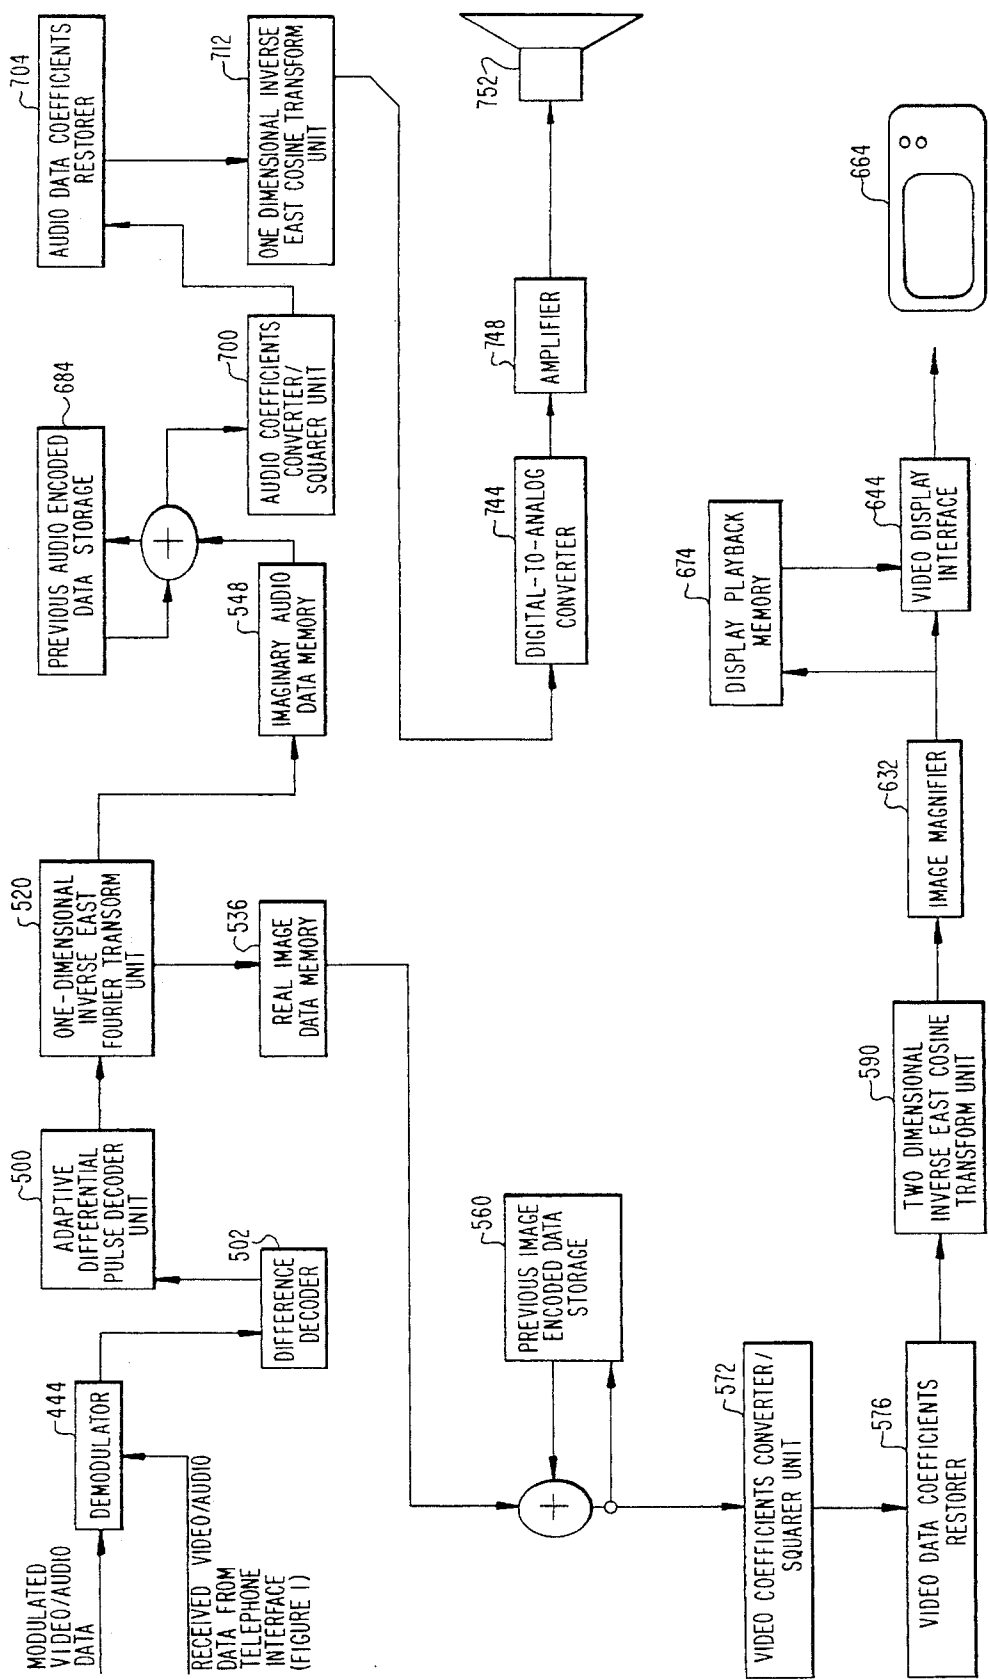 MODULATED
VIDEO/AUDIO
DATA
RECEIVED VIDEO/AUDIO
DATA FROM
TELEPHONE
INTERFACE
(FIGURE 1)
444
DEMODULATOR
502
DIFFERENCE
DECODER
500
ADAPTIVE
DIFFERENTIAL
PULSE DECODER
UNIT
520
ONE-DIMENSIONAL
INVERSE EAST
FOURIER TRANSORM
UNIT
536
REAL IMAGE
DATA MEMORY
548
IMAGINARY AUDIO
DATA MEMORY
684
PREVIOUS AUDIO ENCODED
DATA STORAGE
+
700
AUDIO COEFFICIENTS
CONVERTER/
SQUARER UNIT
704
AUDIO DATA COEFFICIENTS
RESTORER
712
ONE DIMENSIONAL INVERSE
EAST COSINE TRANSFORM
UNIT
744
DIGITAL-TO-ANALOG
CONVERTER
748
AMPLIFIER
752
560
PREVIOUS IMAGE
ENCODED DATA
STORAGE
+
572
VIDEO COEFFICIENTS CONVERTER/
SQUARER UNIT
576
VIDEO DATA COEFFICIENTS
RESTORER
590
TWO DIMENSIONAL
INVERSE EAST COSINE
TRANSFORM UNIT
632
IMAGE MAGNIFIER
674
DISPLAY PLAYBACK
MEMORY
644
VIDEO DISPLAY
INTERFACE
664